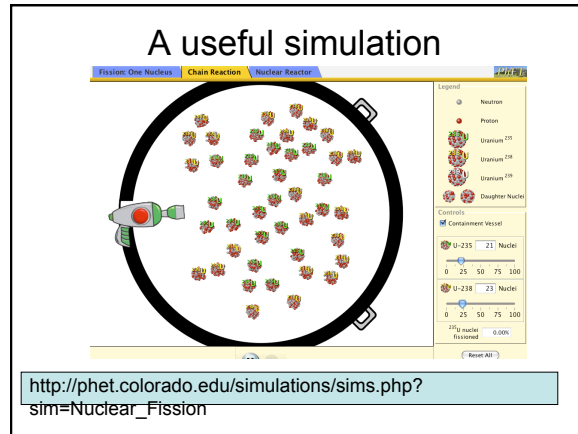 A useful simulation
Fission: One Nucleus Chain Reaction Nuclear Reactor PhET
Legend
Neutron
Proton
Uranium 235
Uranium 238
Uranium 239
Daughter Nuclei
Controls
Containment Vessel
U-235 21 Nuclei
0 25 50 75 100
U-238 23 Nuclei
0 25 50 75 100
235U nuclei
fissioned 0.00%
Reset All
http://phet.colorado.edu/simulations/sims.php?
sim=Nuclear_Fission